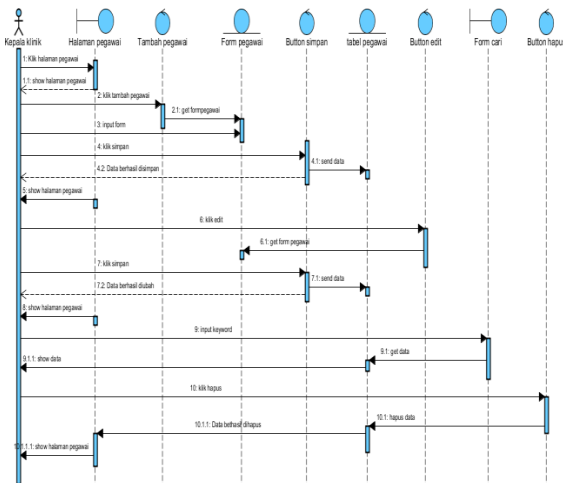 Kepala klinik
Halaman pegawai
Tambah pegawai
Form pegawai
Button simpan
tabel pegawai
Button edit
Form cari
Button hapu
1: Klik halaman pegawai
1.1: show halaman pegawai
2: klik tambah pegawai
2.1: get formpegawai
3: input form
4: klik simpan
4.1: send data
4.2: Data berhasil disimpan
5: show halaman pegawai
6: klik edit
6.1: get form pegawai
7: klik simpan
7.1: send data
7.2: Data berhasil diubah
8: show halaman pegawai
9: input keyword
9.1: get data
9.1.1: show data
10: klik hapus
10.1: hapus data
10.1.1: Data bethasif dihapus
10.1.1.1: show halaman pegawai